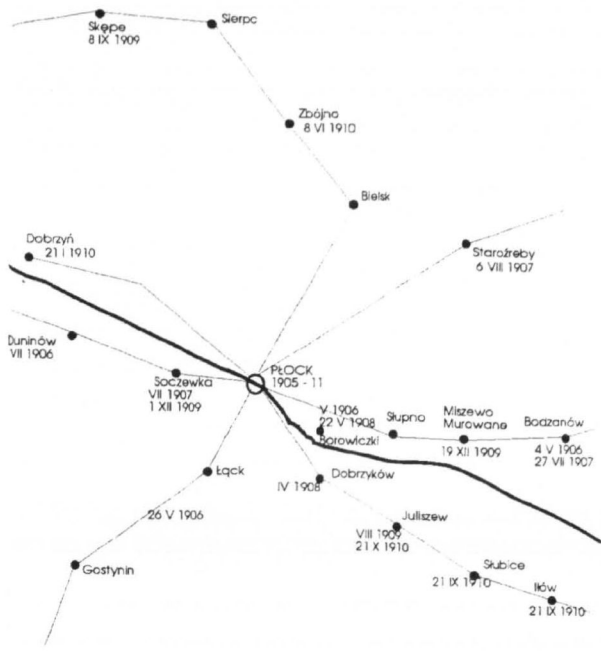 Skępe
8 IX 1909
Sierpc
Zbójno
8 VI 1910
Bielsk
Dobrzyń
21 I 1910
Staroźreby
6 VIII 1907
Duninów
VII 1906
Soczewka
VII 1907
1 XII 1909
PŁOCK
1905 - 11
V 1906
22 V 1908
Borowiczki
Słupno
Miszewo
Murowane
19 XII 1909
Bodzanów
4 V 1906
27 VII 1907
Łąck
IV 1908
Dobrzyków
26 V 1906
Juliszew
VIII 1909
21 X 1910
Gostynin
Słubice
21 IX 1910
Iłów
21 IX 1910